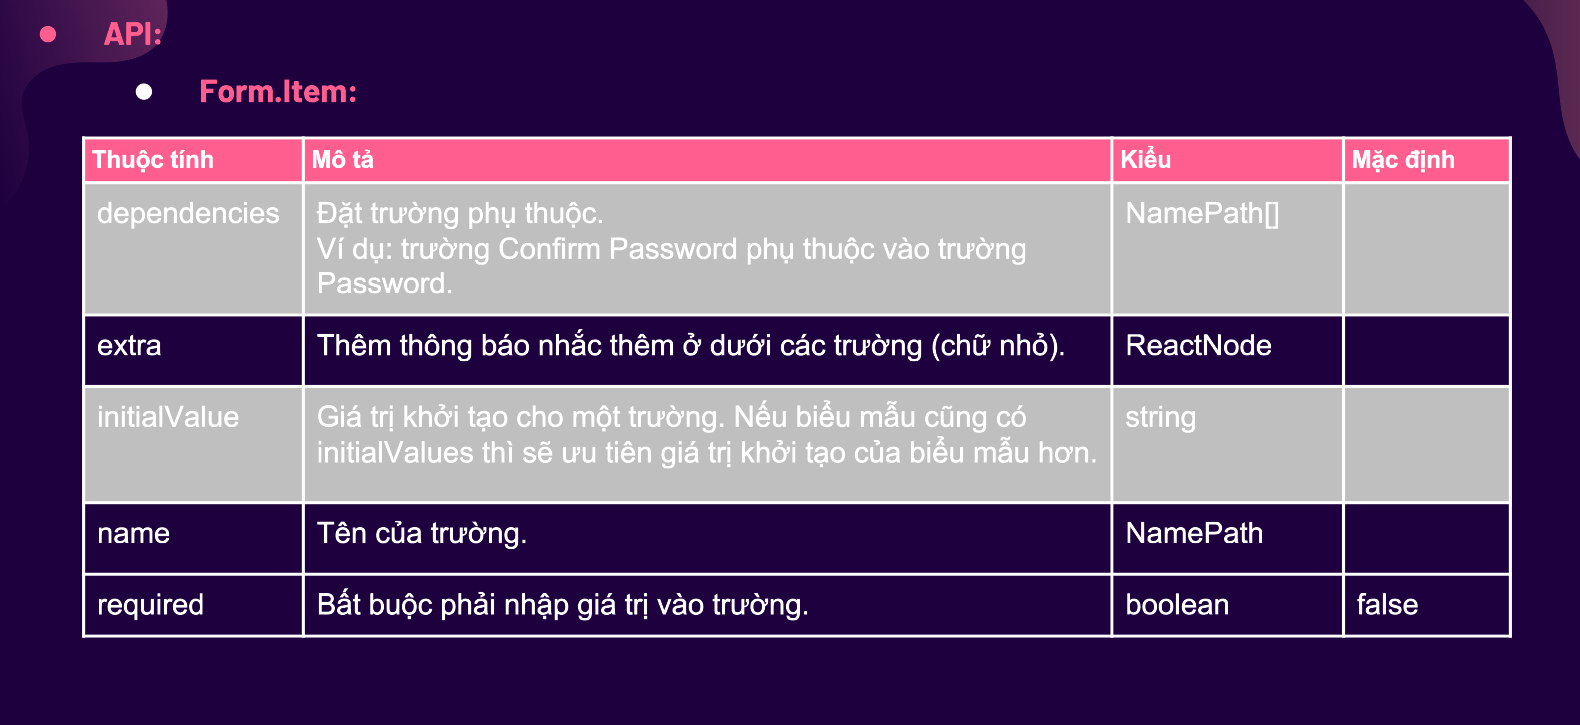 API:
Form.Item:
Thuộc tính Mô tả Kiểu Mặc định
dependencies Đặt trường phụ thuộc. NamePath[]
Ví dụ: trường Confirm Password phụ thuộc vào trường
Password.
extra Thêm thông báo nhắc thêm ở dưới các trường (chữ nhỏ). ReactNode
initialValue Giá trị khởi tạo cho một trường. Nếu biểu mẫu cũng có string
initialValues thì sẽ ưu tiên giá trị khởi tạo của biểu mẫu hơn.
name Tên của trường. NamePath
required Bất buộc phải nhập giá trị vào trường. boolean false